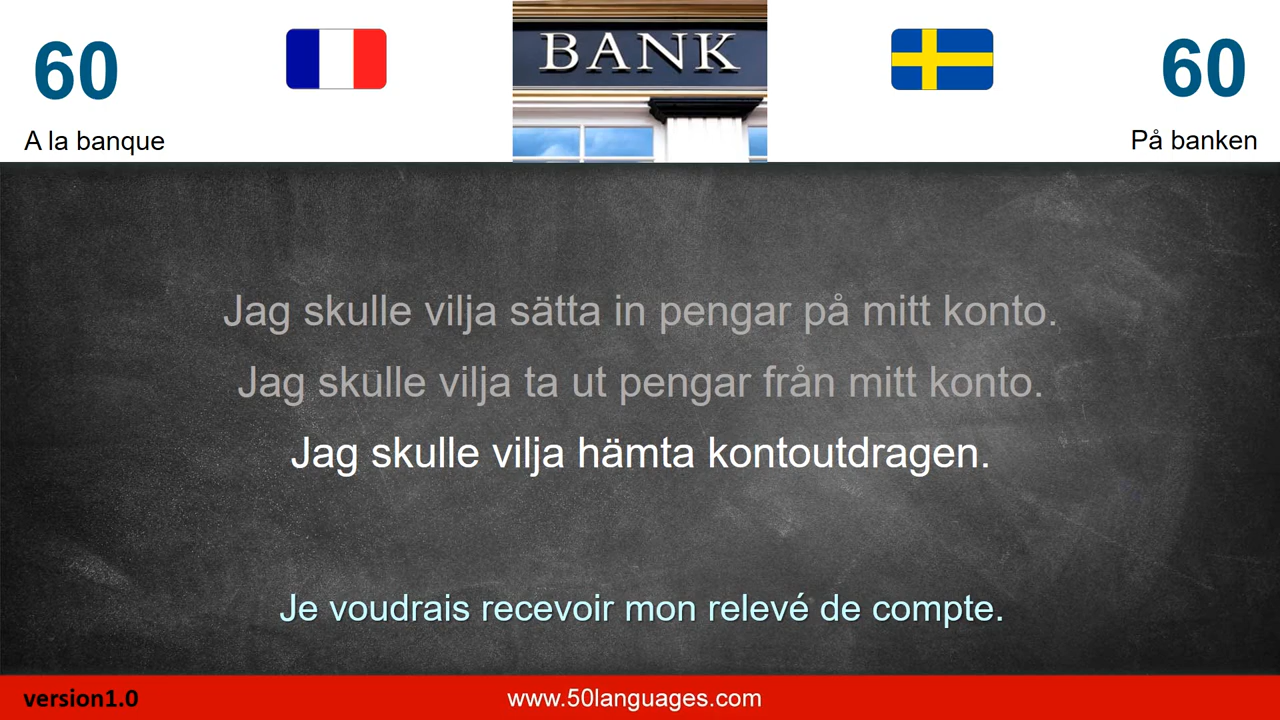 60
BANK
60
A la banque
På banken
Jag skulle vilja sätta in pengar på mitt konto.
Jag skulle vilja ta ut pengar från mitt konto.
Jag skulle vilja hämta kontoutdragen.
Je voudrais recevoir mon relevé de compte.
version1.0
www.50languages.com